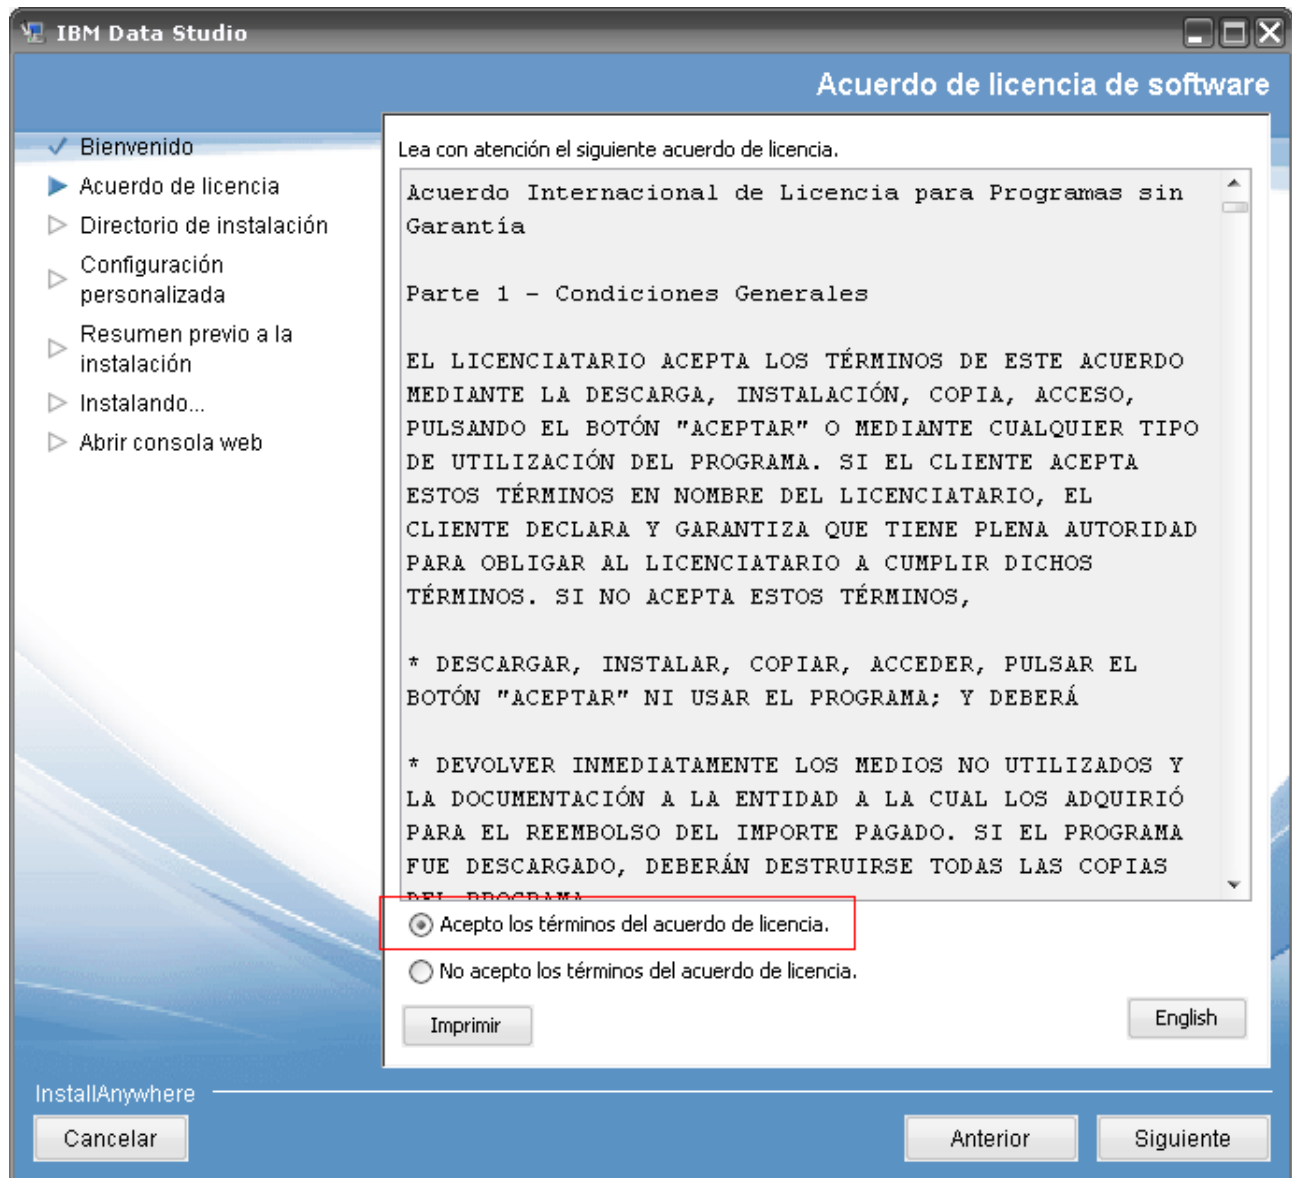 IBM Data Studio
Acuerdo de licencia de software
Bienvenido
Acuerdo de licencia
Directorio de instalación
Configuración
personalizada
Resumen previo a la
instalación
Instalando...
Abrir consola web
Lea con atención el siguiente acuerdo de licencia.
Acuerdo Internacional de Licencia para Programas sin
Garantía
Parte 1 - Condiciones Generales
EL LICENCIATARIO ACEPTA LOS TÉRMINOS DE ESTE ACUERDO
MEDIANTE LA DESCARGA, INSTALACIÓN, COPIA, ACCESO,
PULSANDO EL BOTÓN "ACEPTAR" O MEDIANTE CUALQUIER TIPO
DE UTILIZACIÓN DEL PROGRAMA. SI EL CLIENTE ACEPTA
ESTOS TÉRMINOS EN NOMBRE DEL LICENCIATARIO, EL
CLIENTE DECLARA Y GARANTIZA QUE TIENE PLENA AUTORIDAD
PARA OBLIGAR AL LICENCIATARIO A CUMPLIR DICHOS
TÉRMINOS. SI NO ACEPTA ESTOS TÉRMINOS,
* DESCARGAR, INSTALAR, COPIAR, ACCEDER, PULSAR EL
BOTÓN "ACEPTAR" NI USAR EL PROGRAMA; Y DEBERÁ
* DEVOLVER INMEDIATAMENTE LOS MEDIOS NO UTILIZADOS Y
LA DOCUMENTACIÓN A LA ENTIDAD A LA CUAL LOS ADQUIRIÓ
PARA EL REEMBOLSO DEL IMPORTE PAGADO. SI EL PROGRAMA
FUE DESCARGADO, DEBERÁN DESTRUIRSE TODAS LAS COPIAS
DEL PROGRAMA
Acepto los términos del acuerdo de licencia.
No acepto los términos del acuerdo de licencia.
Imprimir
English
InstallAnywhere
Cancelar
Anterior
Siguiente